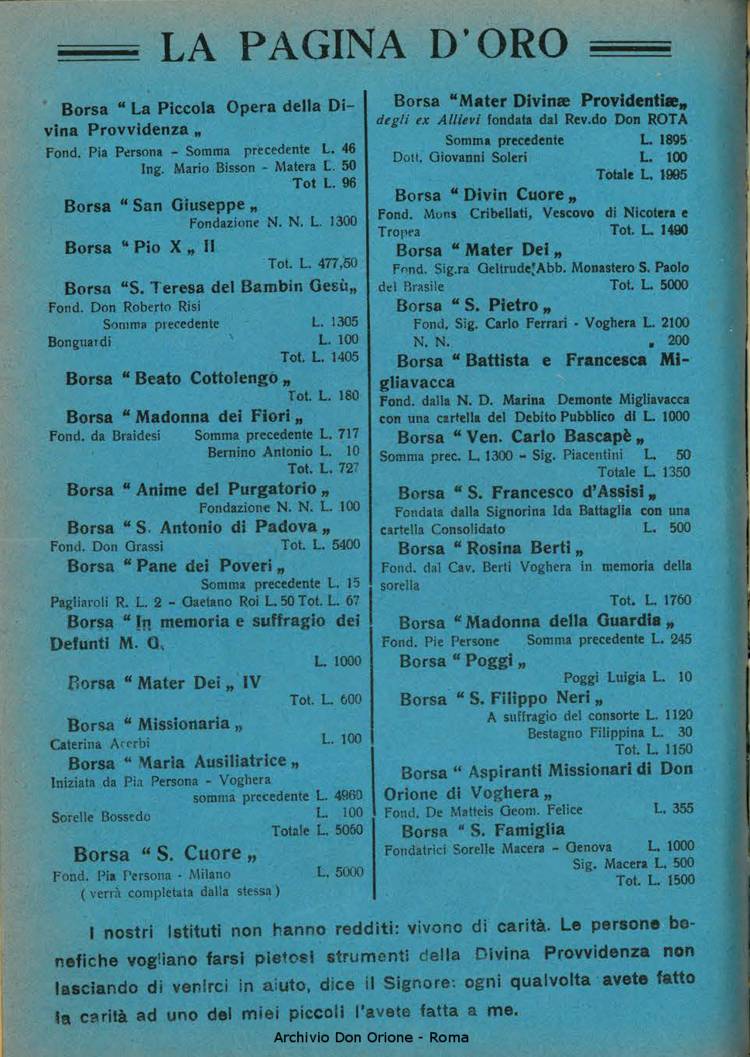 LA PAGINA D'ORO
Borsa “ La Piccola Opera della Di-
vina Provvidenza „
Fond. Pia Persona - Somma precedente L. 46
Ing. Mario Bisson - Matera L. 50
Tot L. 96
Borsa “ San Giuseppe „
Fondazione N. N. L. 1300
Borsa “ Pio X „ II
Tot. L. 477,50
Borsa “S. Teresa del Bambin Gesù„
Fond. Don Roberto Risi
Somma precedente L. 1305
Bonguardi L. 100
Tot. L. 1405
Borsa “ Beato Cottolengo „
Tot. L. 180
Borsa “ Madonna dei Fiori „
Fond. da Braidesi Somma precedente L. 717
Bernino Antonio L. 10
Tot. L. 727
Borsa “ Anime del Purgatorio „
Fondazione N. N. L. 100
Borsa “ S. Antonio di Padova „
Fond. Don Grassi Tot. L. 5400
Borsa “ Pane dei Poveri „
Somma precedente L. 15
Pagliaroli R. L. 2 - Gaetano Roi L. 50 Tot. L. 67
Borsa “ In memoria e suffragio dei
Defunti M. G.
L. 1000
Borsa “ Mater Dei „ IV
Tot. L. 600
Borsa “ Missionaria „
Caterina Acerbi L. 100
Borsa “ Maria Ausiliatrice „
Iniziata da Pia Persona - Voghera
somma precedente L. 4960
Sorelle Bossedo L. 100
Totale L. 5060
Borsa “ S. Cuore „
Fond. Pia Persona - Milano L. 5000
( verrà completata dalla stessa )
Borsa “Mater Divinæ Providentiæ„
degli ex Allievi fondata dal Rev.do Don ROTA
Somma precedente L. 1895
Dott. Giovanni Soleri L. 100
Totale L. 1995
Borsa “ Divin Cuore „
Fond. Mons Cribellati, Vescovo di Nicotera e
Tropea Tot. L. 1490
Borsa “ Mater Dei „
Fond. Sig.ra Geltrude Abb. Monastero S. Paolo
del Brasile Tot. L. 5000
Borsa “ S. Pietro „
Fond. Sig. Carlo Ferrari - Voghera L. 2100
N. N. „ 200
Borsa “ Battista e Francesca Mi-
gliavacca
Fond. dalla N. D. Marina Demonte Migliavacca
con una cartella del Debito Pubblico di L. 1000
Borsa “ Ven. Carlo Bascapè „
Somma prec. L. 1300 - Sig. Piacentini L. 50
Totale L. 1350
Borsa “ S. Francesco d'Assisi „
Fondata dalla Signorina Ida Battaglia con una
cartella Consolidato L. 500
Borsa “ Rosina Berti „
Fond. dal Cav. Berti Voghera in memoria della
sorella
Tot. L. 1760
Borsa “ Madonna della Guardia „
Fond. Pie Persone Somma precedente L. 245
Borsa “ Poggi „
Poggi Luigia L. 10
Borsa “ S. Filippo Neri „
A suffragio del consorte L. 1120
Bestagno Filippina L. 30
Tot. L. 1150
Borsa “ Aspiranti Missionari di Don
Orione di Voghera „
Fond. De Matteis Geom. Felice L. 355
Borsa “ S. Famiglia
Fondatrici Sorelle Macera - Genova L. 1000
Sig. Macera L. 500
Tot. L. 1500
I nostri Istituti non hanno redditi: vivono di carità. Le persone be-
nefiche vogliano farsi pietosi strumenti della Divina Provvidenza non
lasciando di venirci in aiuto, dice il Signore: ogni qualvolta avete fatto
la carità ad uno dei miei piccoli l'avete fatta a me.
Archivio Don Orione - Roma